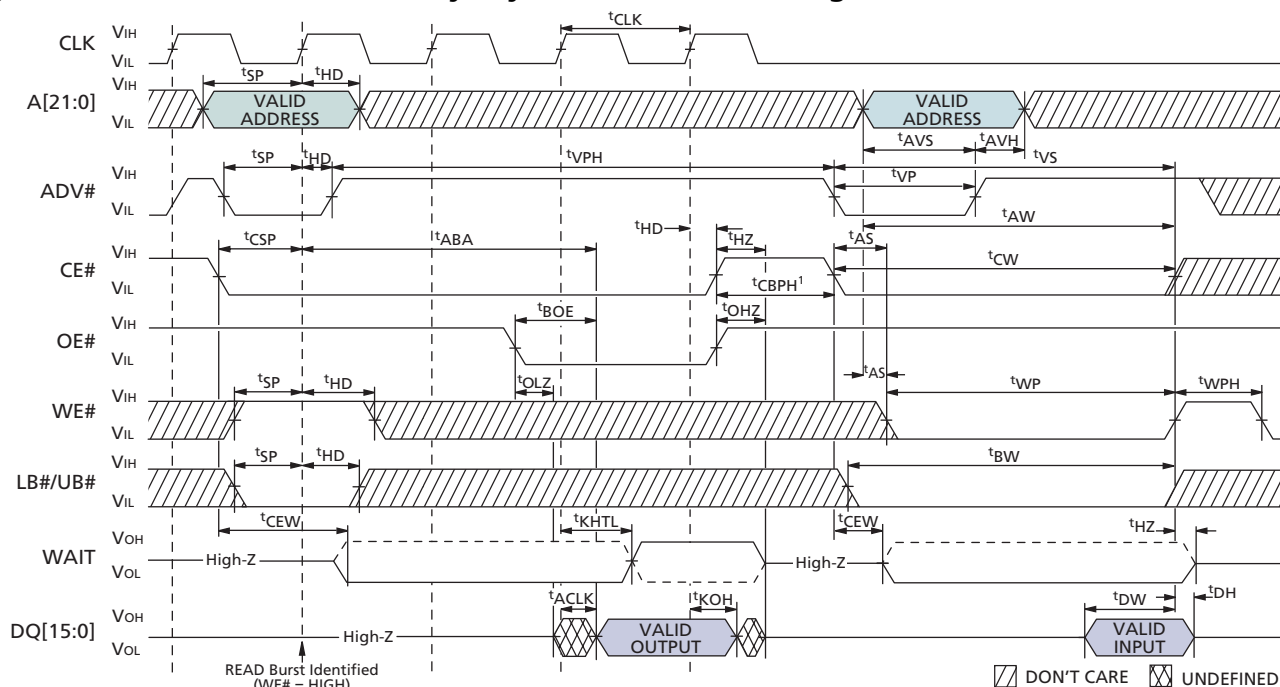 tCLK
CLK VIH
VIL
tSP tHD
A[21:0] VIH
VIL
VALID ADDRESS
VALID ADDRESS
tAVS tAVH
tSP tHD tVPH tVS
ADV# VIH
VIL
tVP
tAW
tHD
tCSP tABA tHZ tAS
CE# VIH
VIL
tCW
tCBPH1
tBOE tOHZ
OE# VIH
VIL
tAS
tOLZ
tSP tHD tWP tWPH
WE# VIH
VIL
tSP tHD tBW
LB#/UB# VIH
VIL
tCEW tKHTL tCEW tHZ
WAIT VOH
VOL
High-Z High-Z
tACLK tKOH tDW tDH
DQ[15:0] VOH
VOL
High-Z
VALID OUTPUT
VALID INPUT
READ Burst Identified
(WE# = HIGH)
DON'T CARE UNDEFINED